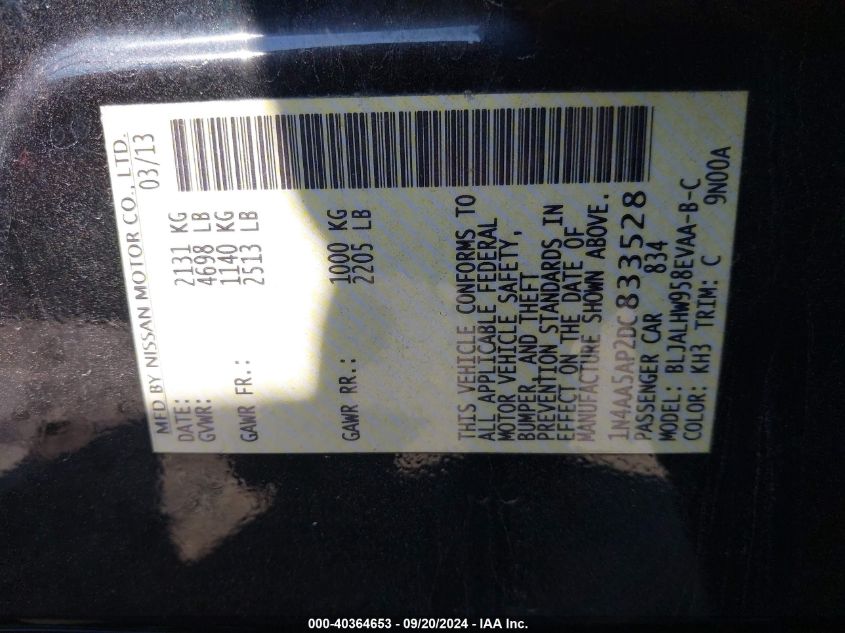 MFD BY NISSAN MOTOR CO., LTD.
DATE: 03/13
GVWR: 2131 KG
4698 LB
GAWR FR.: 1140 KG
2513 LB
GAWR RR.: 1000 KG
2205 LB
THIS VEHICLE CONFORMS TO
ALL APPLICABLE FEDERAL
MOTOR VEHICLE SAFETY,
BUMPER, AND THEFT
PREVENTION STANDARDS IN
EFFECT ON THE DATE OF
MANUFACTURE SHOWN ABOVE.
1N4AA5AP2DC833528
PASSENGER CAR 834
MODEL: BLJALHW958EVAA-B-C
COLOR: KH3 TRIM: C 9N00A
000-40364653 - 09/20/2024 - IAA Inc.